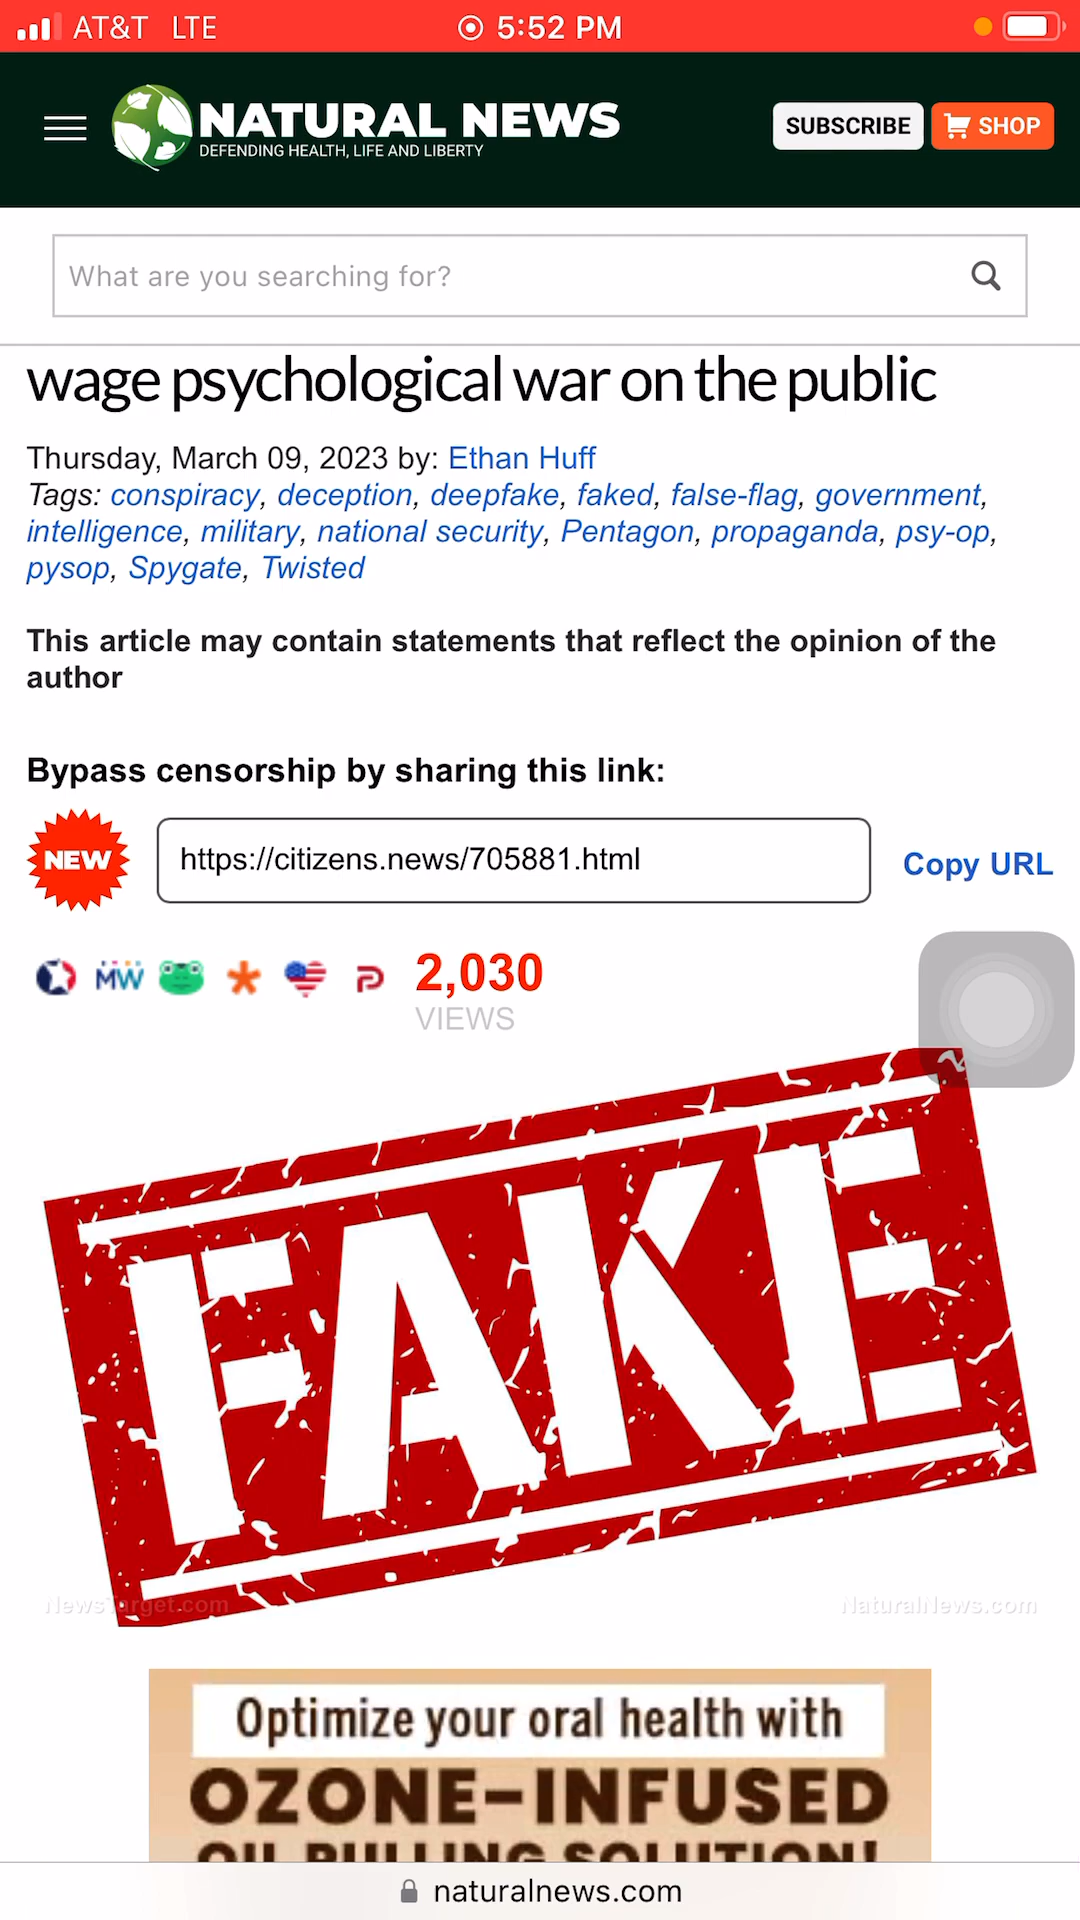 AT&T LTE 5:52 PM
NATURAL NEWS
DEFENDING HEALTH, LIFE AND LIBERTY
SUBSCRIBE
SHOP
What are you searching for?
wage psychological war on the public
Thursday, March 09, 2023 by: Ethan Huff
Tags: conspiracy, deception, deepfake, faked, false-flag, government,
intelligence, military, national security, Pentagon, propaganda, psy-op,
pysop, Spygate, Twisted
This article may contain statements that reflect the opinion of the
author
Bypass censorship by sharing this link:
NEW
https://citizens.news/705881.html
Copy URL
MW
2,030
VIEWS
FAKE
NewsTarget.com
NaturalNews.com
Optimize your oral health with
OZONE-INFUSED
OIL PULLING SOLUTION!
naturalnews.com